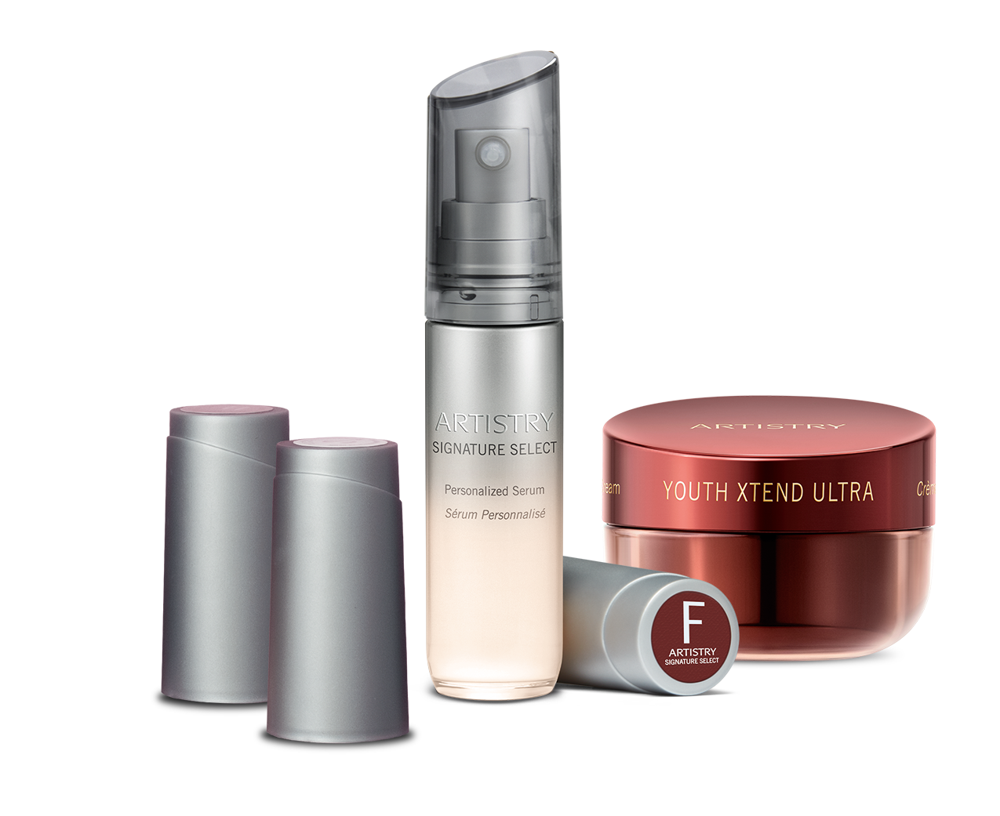 ARTISTRY
SIGNATURE SELECT
Personalized Serum
Sérum Personnalisé
ARTISTRY
YOUTH XTEND ULTRA
F
ARTISTRY
SIGNATURE SELECT